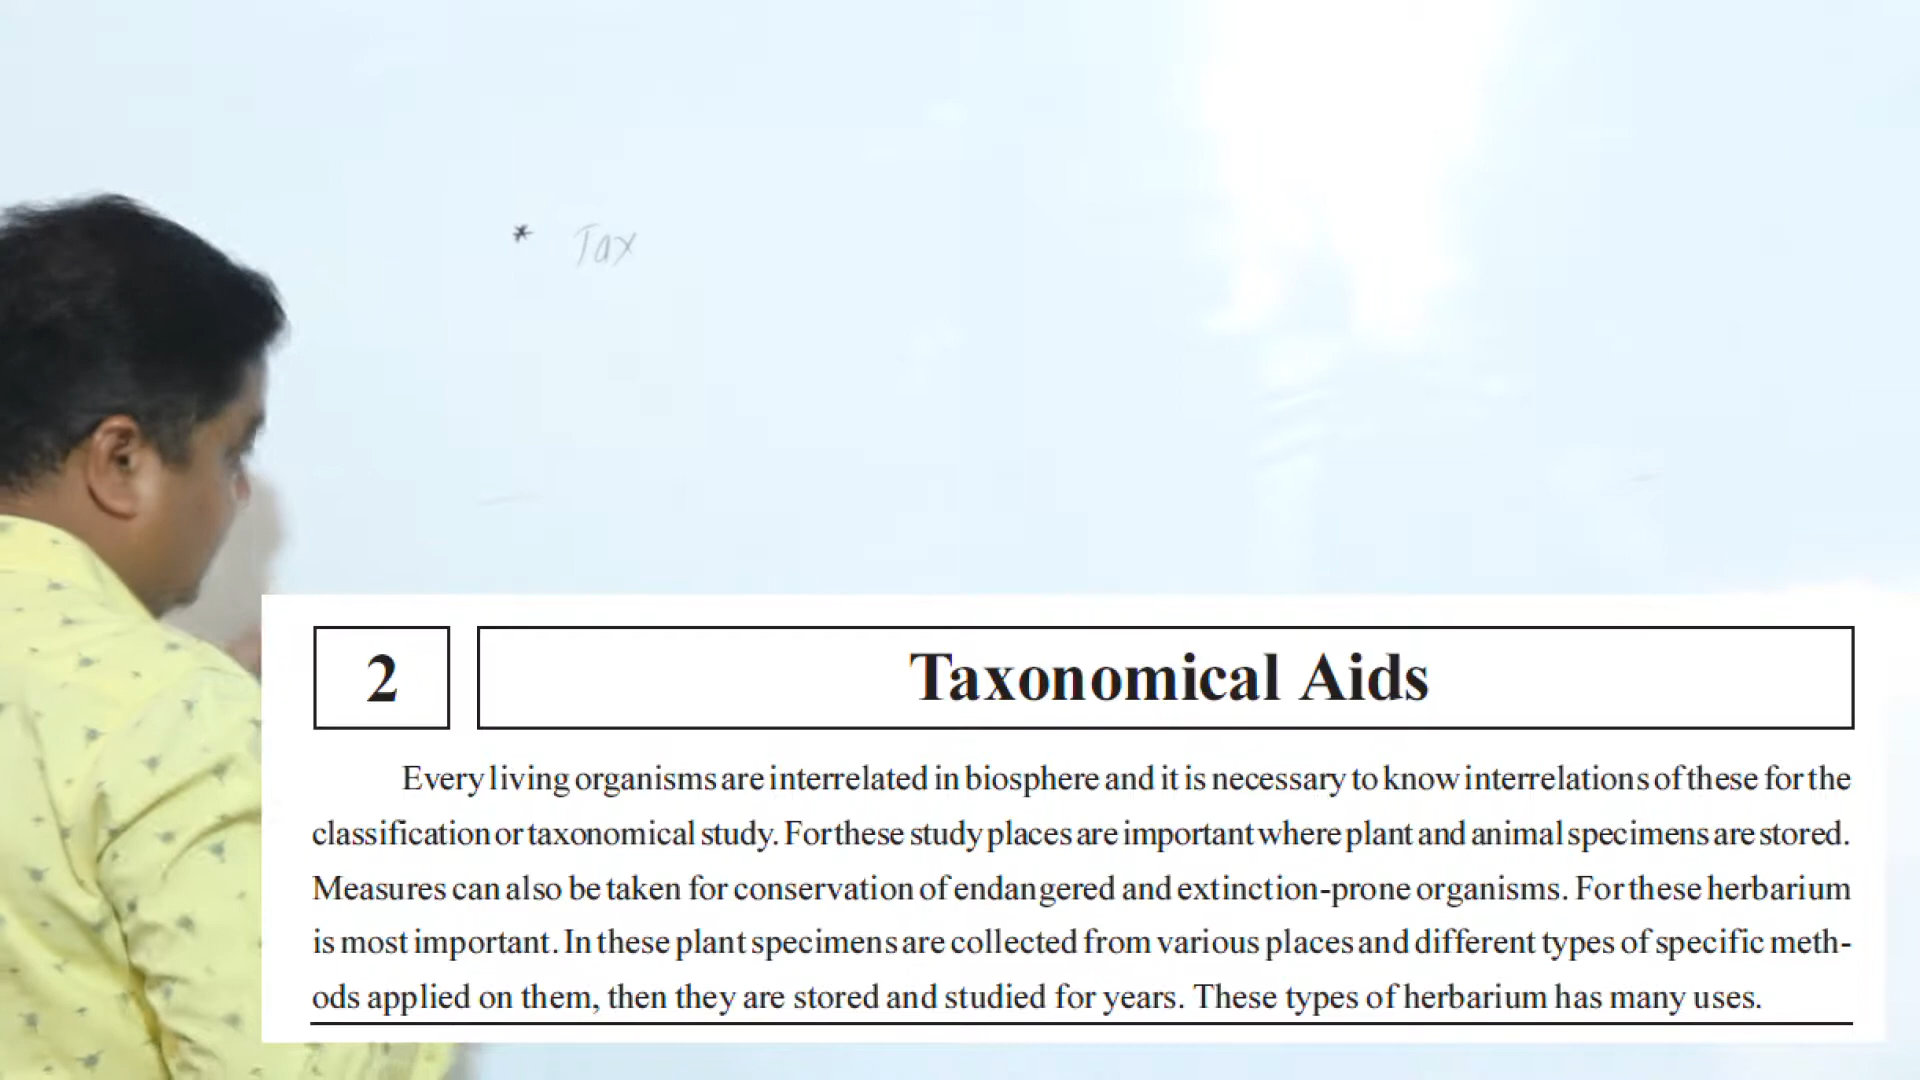 * Tax
2
Taxonomical Aids
Every living organisms are interrelated in biosphere and it is necessary to know interrelations of these for the
classification or taxonomical study. For these study places are important where plant and animal specimens are stored.
Measures can also be taken for conservation of endangered and extinction-prone organisms. For these herbarium
is most important. In these plant specimens are collected from various places and different types of specific meth-
ods applied on them, then they are stored and studied for years. These types of herbarium has many uses.